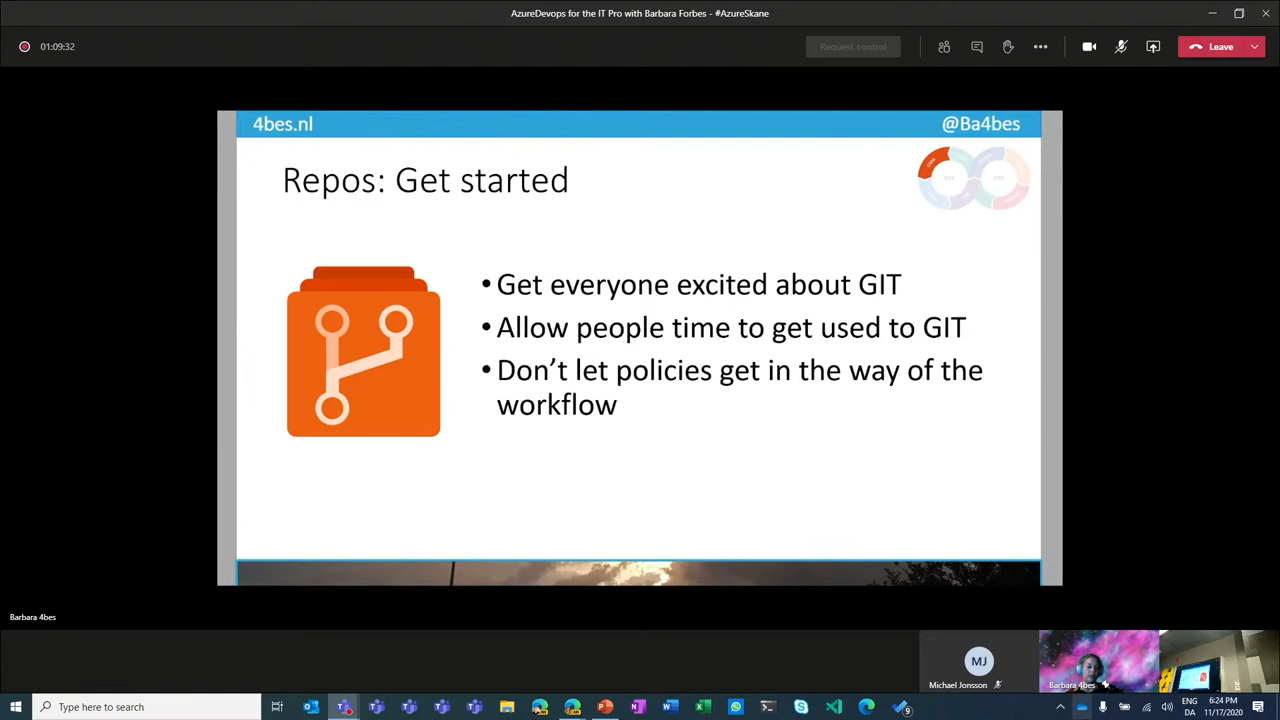 AzureDevops for the IT Pro with Barbara Forbes - #AzureSkane
01:09:32
Request control
Leave
4bes.nl
@Ba4bes
Repos: Get started
• Get everyone excited about GIT
• Allow people time to get used to GIT
• Don't let policies get in the way of the
workflow
Barbara 4bes
MJ
Michael Jonsson
Barbara 4bes
Type here to search
9
ENG
DA
6:24 PM
11/17/2020